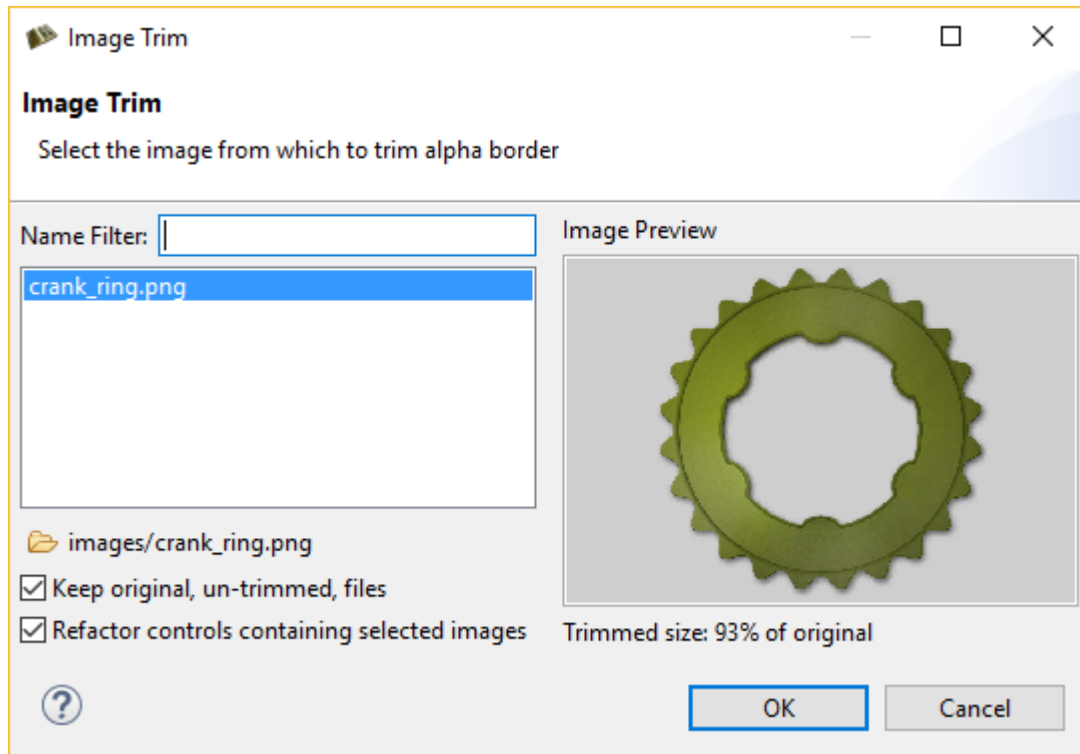 Image Trim
Image Trim
Select the image from which to trim alpha border
Name Filter:
Image Preview
crank_ring.png
images/crank_ring.png
Keep original, un-trimmed, files
Refactor controls containing selected images
Trimmed size: 93% of original
?
OK
Cancel